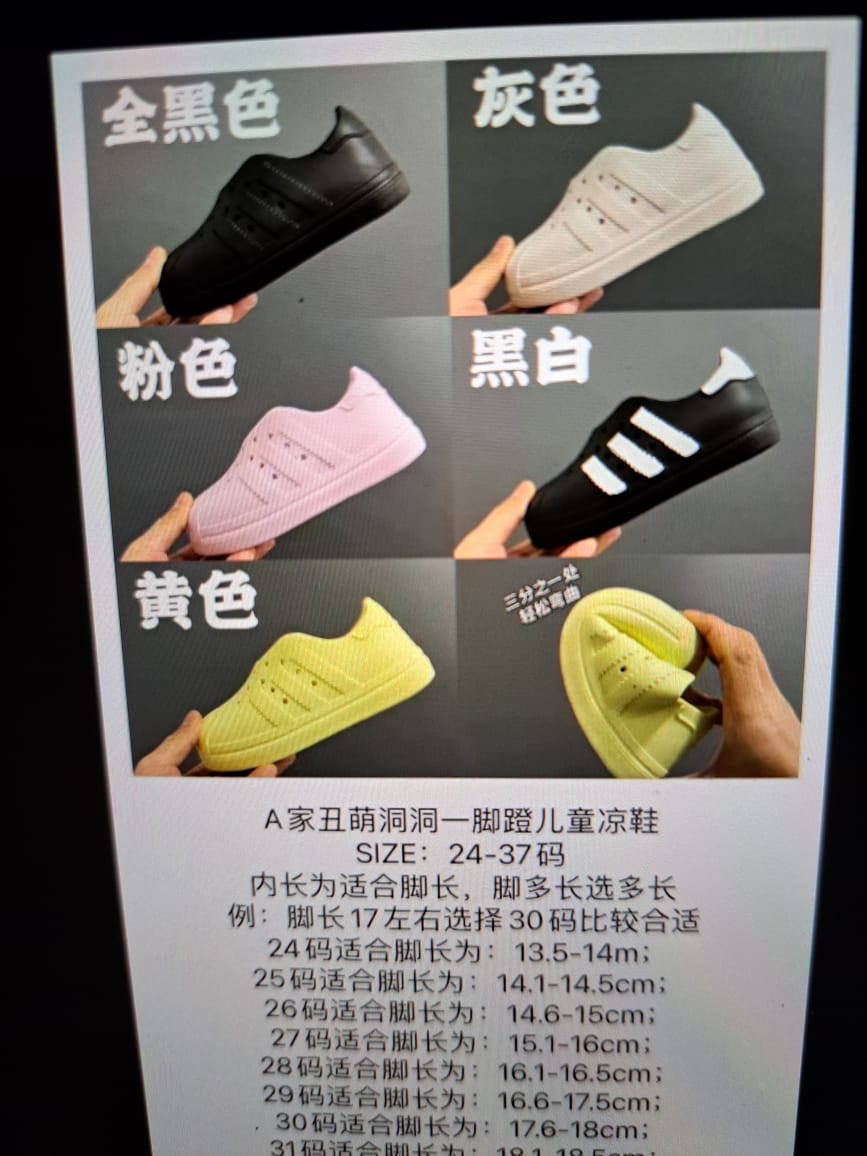 全黑色
灰色
粉色
黑白
黄色
三分之一处
轻松弯曲
A家丑萌洞洞一脚蹬儿童凉鞋
SIZE：24-37码
内长为适合脚长，脚多长选多长
例：脚长17左右选择30码比较合适
24码适合脚长为：13.5-14m；
25码适合脚长为：14.1-14.5cm；
26码适合脚长为：14.6-15cm；
27码适合脚长为：15.1-16cm；
28码适合脚长为：16.1-16.5cm；
29码适合脚长为：16.6-17.5cm；
30码适合脚长为：17.6-18cm；
31码适合脚长为：18.1-18.5cm；